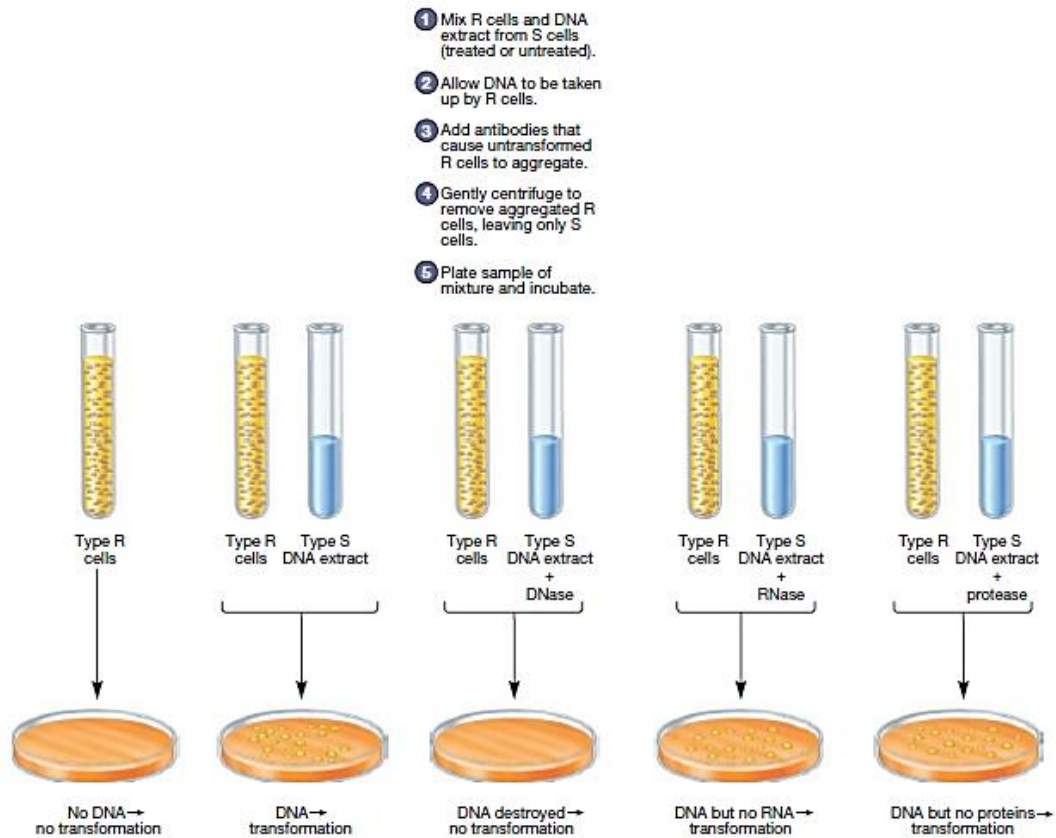 1 Mix R cells and DNA
extract from S cells
(treated or untreated).
2 Allow DNA to be taken
up by R cells.
3 Add antibodies that
cause untransformed
R cells to aggregate.
4 Gently centrifuge to
remove aggregated R
cells, leaving only S
cells.
5 Plate sample of
mixture and incubate.
Type R
cells
Type R
cells
Type S
DNA extract
Type R
cells
Type S
DNA extract
+
DNase
Type R
cells
Type S
DNA extract
+
RNase
Type R
cells
Type S
DNA extract
+
protease
No DNA→
no transformation
DNA→
transformation
DNA destroyed→
no transformation
DNA but no RNA→
transformation
DNA but no proteins→
transformation